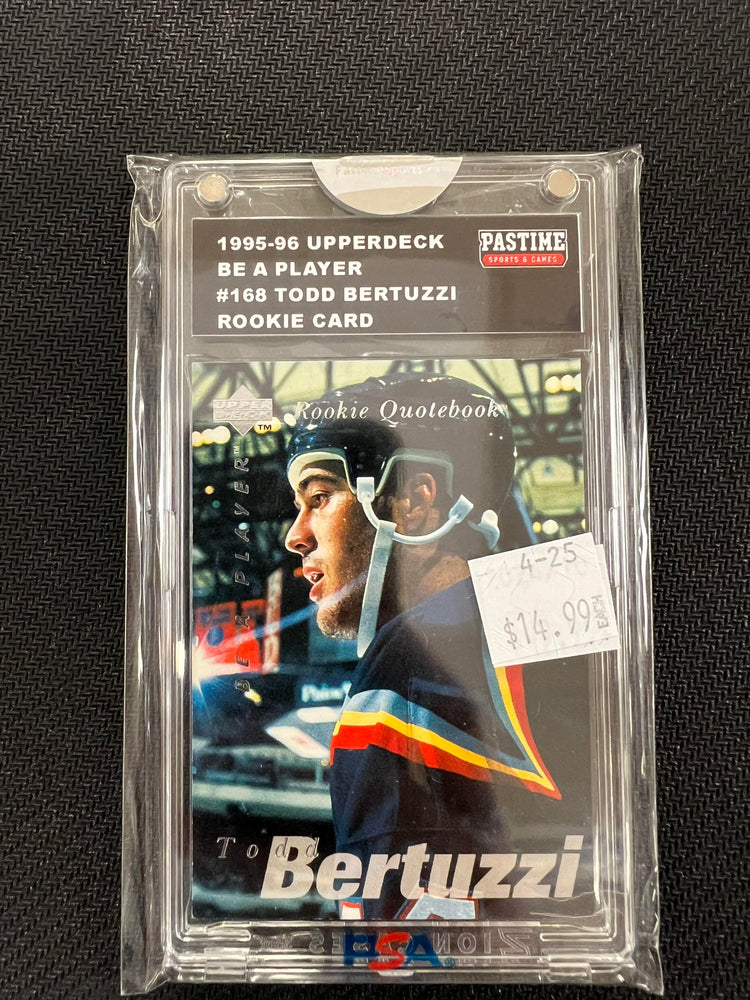 1995-96 UPPERDECK
BE A PLAYER
#168 TODD BERTUZZI
ROOKIE CARD
PASTIME
SPORTS & GAMES
UPPER
DECK
TM
Rookie Quotebook
BE A PLAYER
4-25
$14.99 EACH
Todd
Bertuzzi
PSA